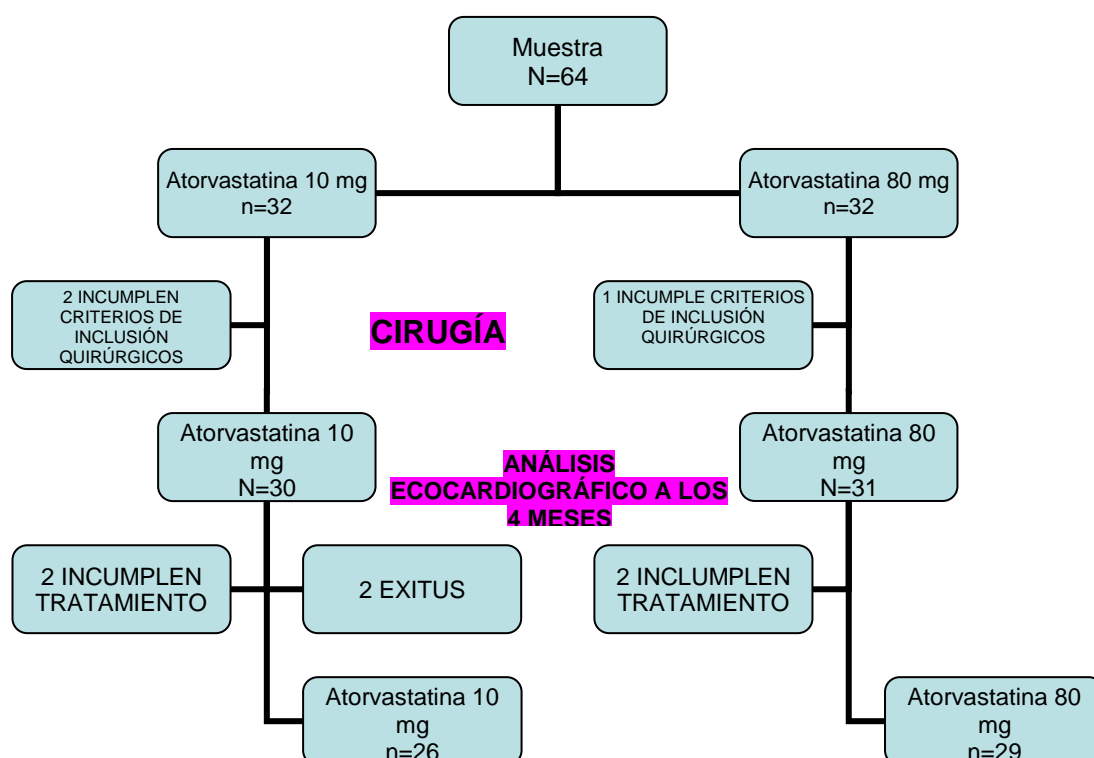 Muestra
N=64
Atorvastatina 10 mg
n=32
Atorvastatina 80 mg
n=32
2 INCUMPLEN
CRITERIOS DE
INCLUSIÓN
QUIRÚRGICOS
CIRUGÍA
1 INCUMPLE CRITERIOS
DE INCLUSIÓN
QUIRÚRGICOS
Atorvastatina 10
mg
N=30
ANÁLISIS
ECOCARDIOGRÁFICO A LOS
4 MESES
Atorvastatina 80
mg
N=31
2 INCUMPLEN
TRATAMIENTO
2 EXITUS
2 INCLUMPLEN
TRATAMIENTO
Atorvastatina 10
mg
n=26
Atorvastatina 80
mg
n=29